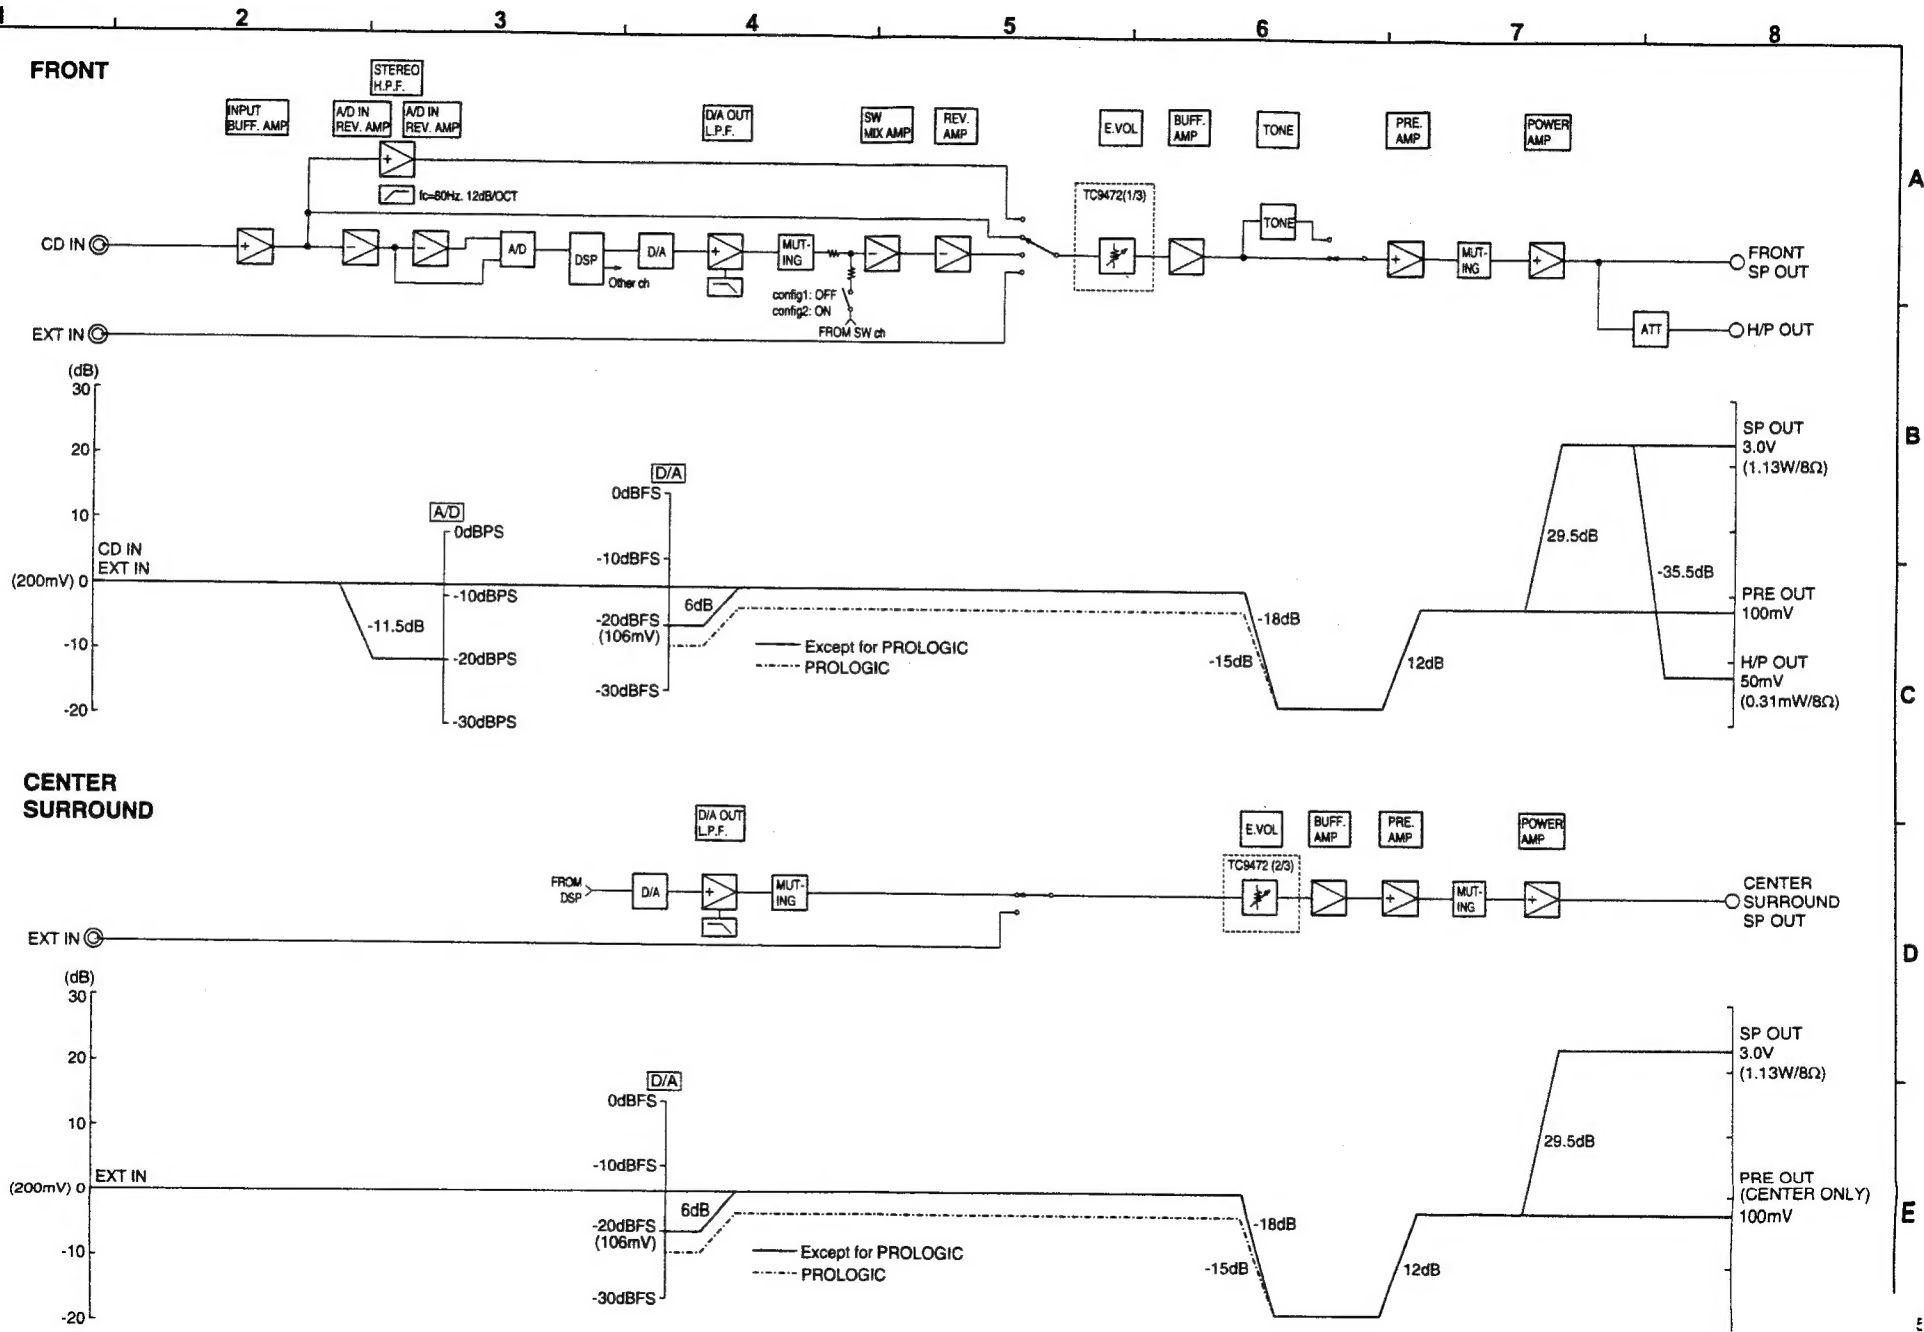 2 3 4 5 6 7 8
FRONT
STEREO
H.P.F.
INPUT
BUFF. AMP
A/D IN
REV. AMP
A/D IN
REV. AMP
D/A OUT
L.P.F.
SW
MIX AMP
REV.
AMP
E.VOL
BUFF.
AMP
TONE
PRE.
AMP
POWER
AMP
A
+
fc=80Hz. 12dB/OCT
TC9472(1/3)
TONE
CD IN
+
−
−
A/D
DSP
Other ch
D/A
+
MUT-
ING
−
−
+
MUT-
ING
+
FRONT
SP OUT
config1: OFF
config2: ON
FROM SW ch
EXT IN
ATT
H/P OUT
(dB)
30
20
10
(200mV) 0
-10
-20
CD IN
EXT IN
-11.5dB
A/D
0dBPS
-10dBPS
-20dBPS
-30dBPS
D/A
0dBFS
-10dBFS
-20dBFS
(106mV)
-30dBFS
6dB
Except for PROLOGIC
PROLOGIC
-18dB
-15dB
12dB
29.5dB
-35.5dB
SP OUT
3.0V
(1.13W/8Ω)
PRE OUT
100mV
H/P OUT
50mV
(0.31mW/8Ω)
B
C
CENTER
SURROUND
D/A OUT
L.P.F.
E.VOL
BUFF.
AMP
PRE.
AMP
POWER
AMP
TC9472 (2/3)
FROM
DSP
D/A
+
MUT-
ING
+
MUT-
ING
+
CENTER
SURROUND
SP OUT
EXT IN
D
(dB)
30
20
10
(200mV) 0
-10
-20
EXT IN
D/A
0dBFS
-10dBFS
-20dBFS
(106mV)
-30dBFS
6dB
Except for PROLOGIC
PROLOGIC
-18dB
-15dB
12dB
29.5dB
SP OUT
3.0V
(1.13W/8Ω)
PRE OUT
(CENTER ONLY)
100mV
E